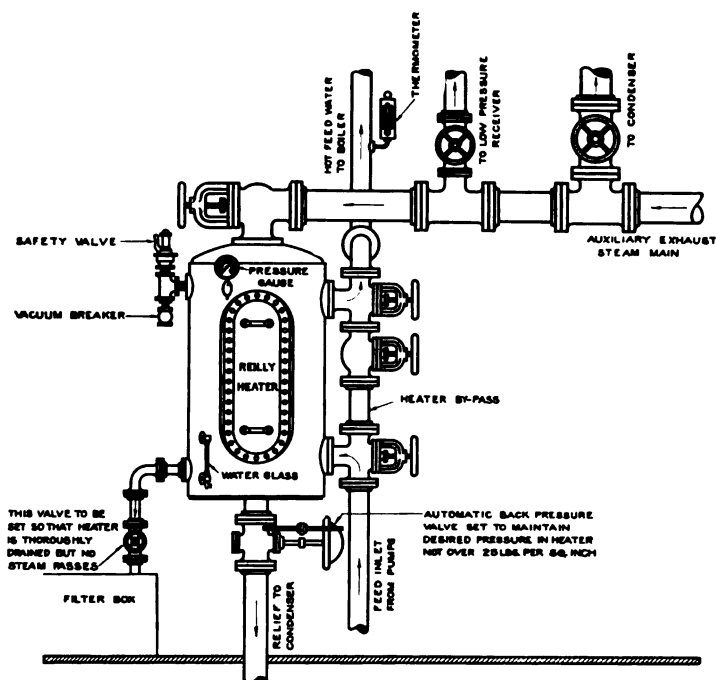 HOT FEED WATER
TO BOILER
THERMOMETER
TO LOW PRESSURE
RECEIVER
TO CONDENSER
AUXILIARY EXHAUST
STEAM MAIN
SAFETY VALVE
PRESSURE
GAUGE
VACUUM BREAKER
REILLY
HEATER
HEATER BY-PASS
WATER GLASS
THIS VALVE TO BE
SET SO THAT HEATER
IS THOROUGHLY
DRAINED BUT NO
STEAM PASSES
AUTOMATIC BACK PRESSURE
VALVE SET TO MAINTAIN
DESIRED PRESSURE IN HEATER
NOT OVER 25 LBS. PER SQ. INCH
FILTER BOX
RELIEF TO
CONDENSER
FEED INLET
FROM PUMPS